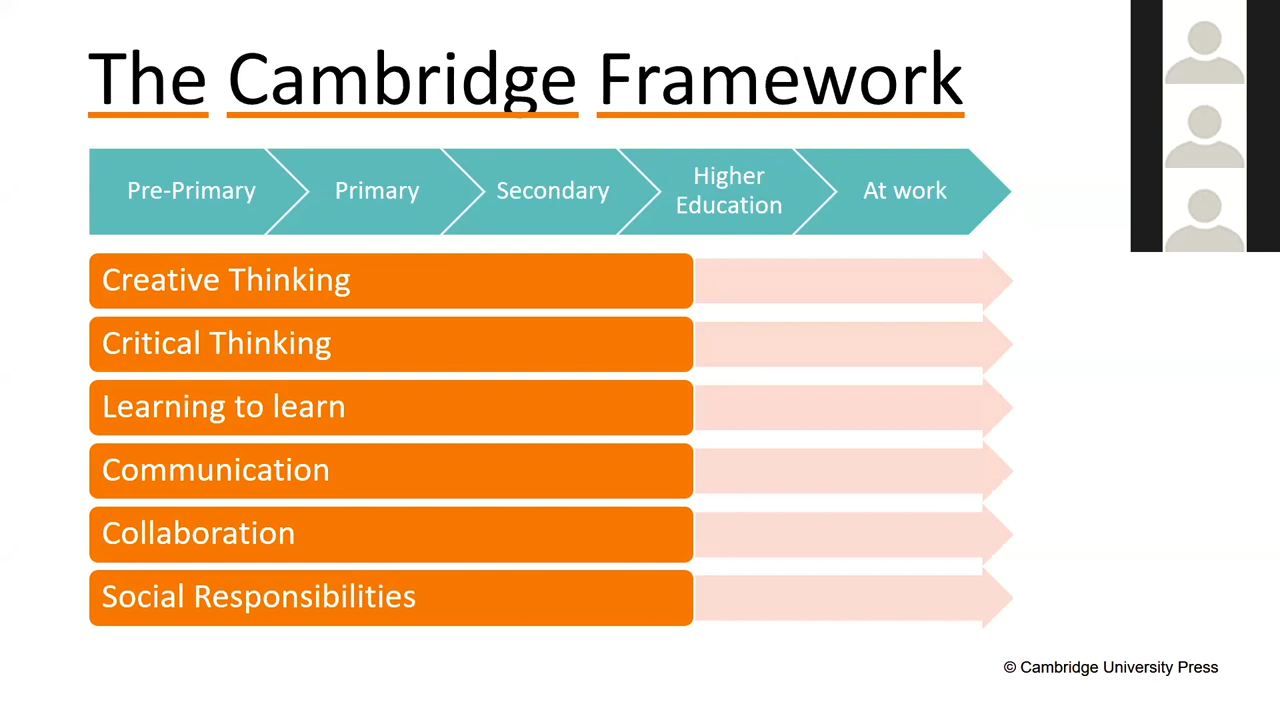 The Cambridge Framework
Pre-Primary
Primary
Secondary
Higher
Education
At work
Creative Thinking
Critical Thinking
Learning to learn
Communication
Collaboration
Social Responsibilities
© Cambridge University Press